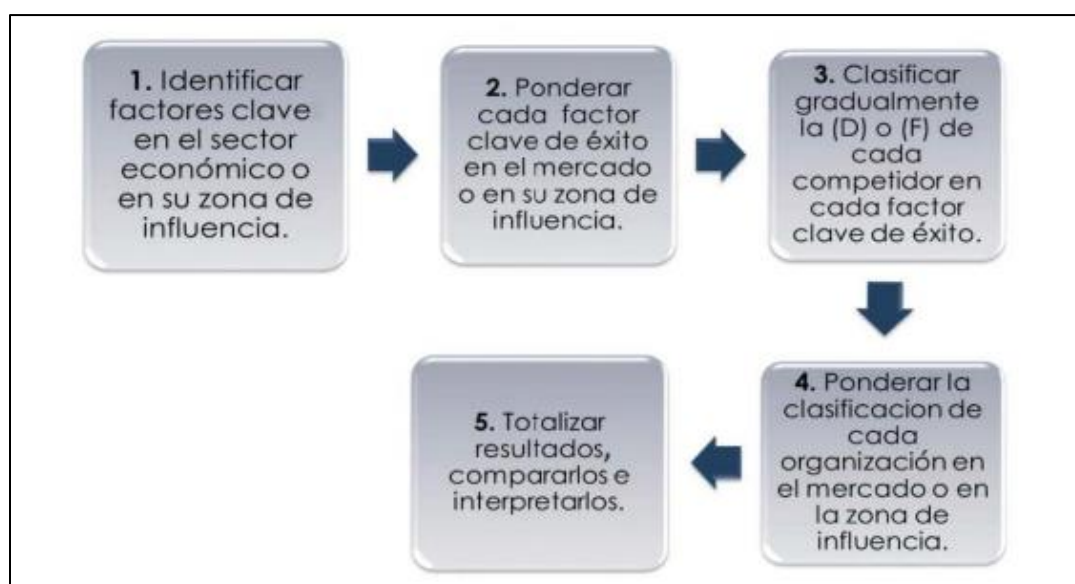 1. Identificar
factores clave
en el sector
económico o
en su zona de
influencia.
2. Ponderar
cada factor
clave de éxito
en el mercado
o en su zona de
influencia.
3. Clasificar
gradualmente
la (D) o (F) de
cada
competidor en
cada factor
clave de éxito.
4. Ponderar la
clasificacion de
cada
organización en
el mercado o en
la zona de
influencia.
5. Totalizar
resultados,
compararlos e
interpretarlos.